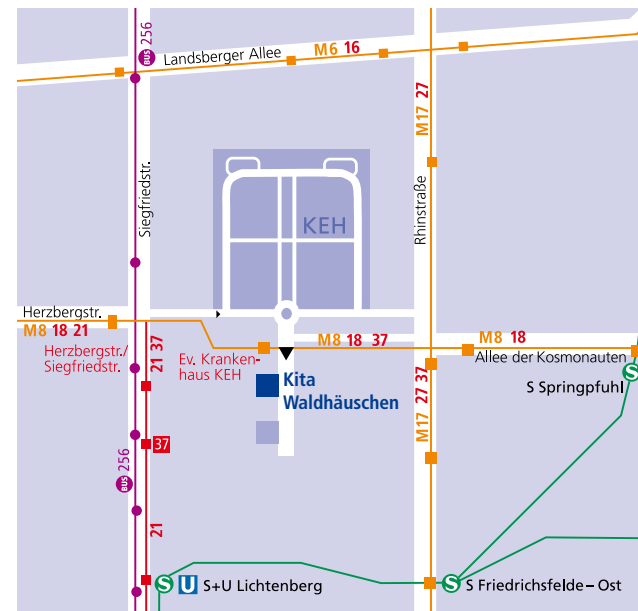 BUS 256
Landsberger Allee
M6 16
M17 27
Siegfriedstr.
Rhinstraße
KEH
Herzbergstr.
M8 18 21
Herzbergstr./
Siegfriedstr.
21 37
Ev. Kranken-
haus KEH
M8 18 37
M8 18
Allee der Kosmonauten
Kita
Waldhäuschen
S Springpfuhl
S
M17 27 37
37
BUS 256
21
S U S+U Lichtenberg
S S Friedrichsfelde – Ost